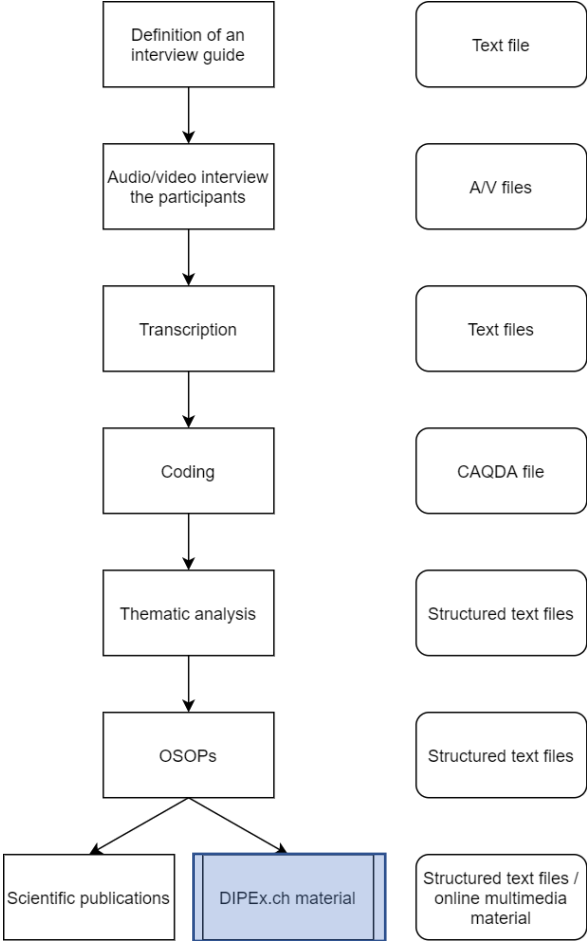 Definition of an
interview guide
Text file
Audio/video interview
the participants
A/V files
Transcription
Text files
Coding
CAQDA file
Thematic analysis
Structured text files
OSOPs
Structured text files
Scientific publications
DIPEx.ch material
Structured text files /
online multimedia
material